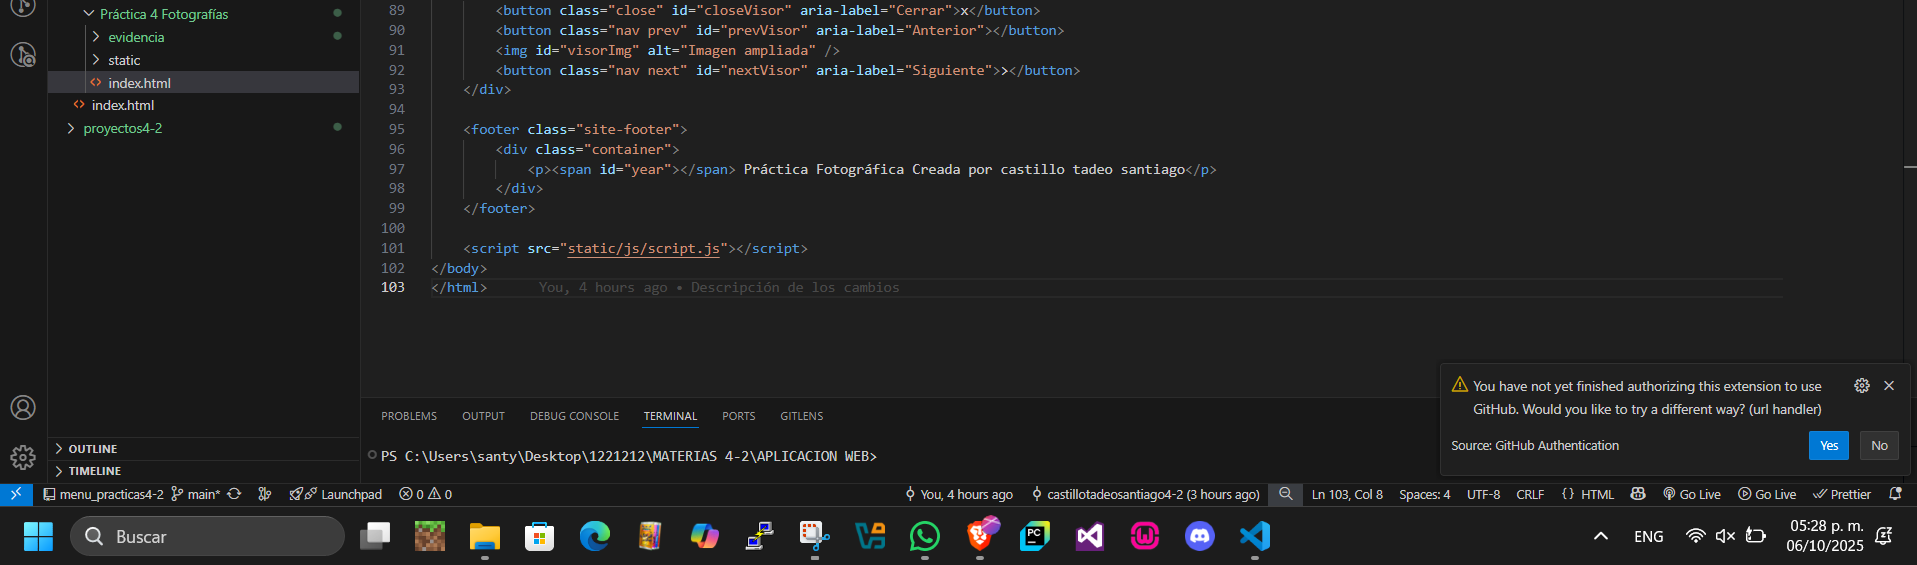 Práctica 4 Fotografías
evidencia
static
index.html
index.html
proyectos4-2
OUTLINE
TIMELINE
89 <button class="close" id="closeVisor" aria-label="Cerrar">x</button>
90 <button class="nav prev" id="prevVisor" aria-label="Anterior"></button>
91 <img id="visorImg" alt="Imagen ampliada" />
92 <button class="nav next" id="nextVisor" aria-label="Siguiente">></button>
93 </div>
94
95 <footer class="site-footer">
96 <div class="container">
97 <p><span id="year"></span> Práctica Fotográfica Creada por castillo tadeo santiago</p>
98 </div>
99 </footer>
100
101 <script src="static/js/script.js"></script>
102 </body>
103 </html> You, 4 hours ago • Descripción de los cambios
PROBLEMS OUTPUT DEBUG CONSOLE TERMINAL PORTS GITLENS
PS C:\Users\santy\Desktop\1221212\MATERIAS 4-2\APLICACION WEB>
You have not yet finished authorizing this extension to use
GitHub. Would you like to try a different way? (url handler)
Source: GitHub Authentication Yes No
menu_practicas4-2 main* Launchpad 0 0 You, 4 hours ago castillotadeosantiago4-2 (3 hours ago) Ln 103, Col 8 Spaces: 4 UTF-8 CRLF {} HTML Go Live Go Live Prettier
Buscar
PC
ENG
05:28 p. m.
06/10/2025